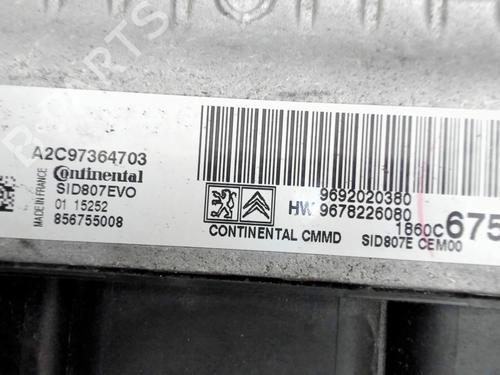 A2C97364703
Continental
SID807EVO
01 15252
856755008
MADE IN FRANCE
9692020380
HW 9678226080
1860C675
CONTINENTAL CMMD
SID807E CEM00